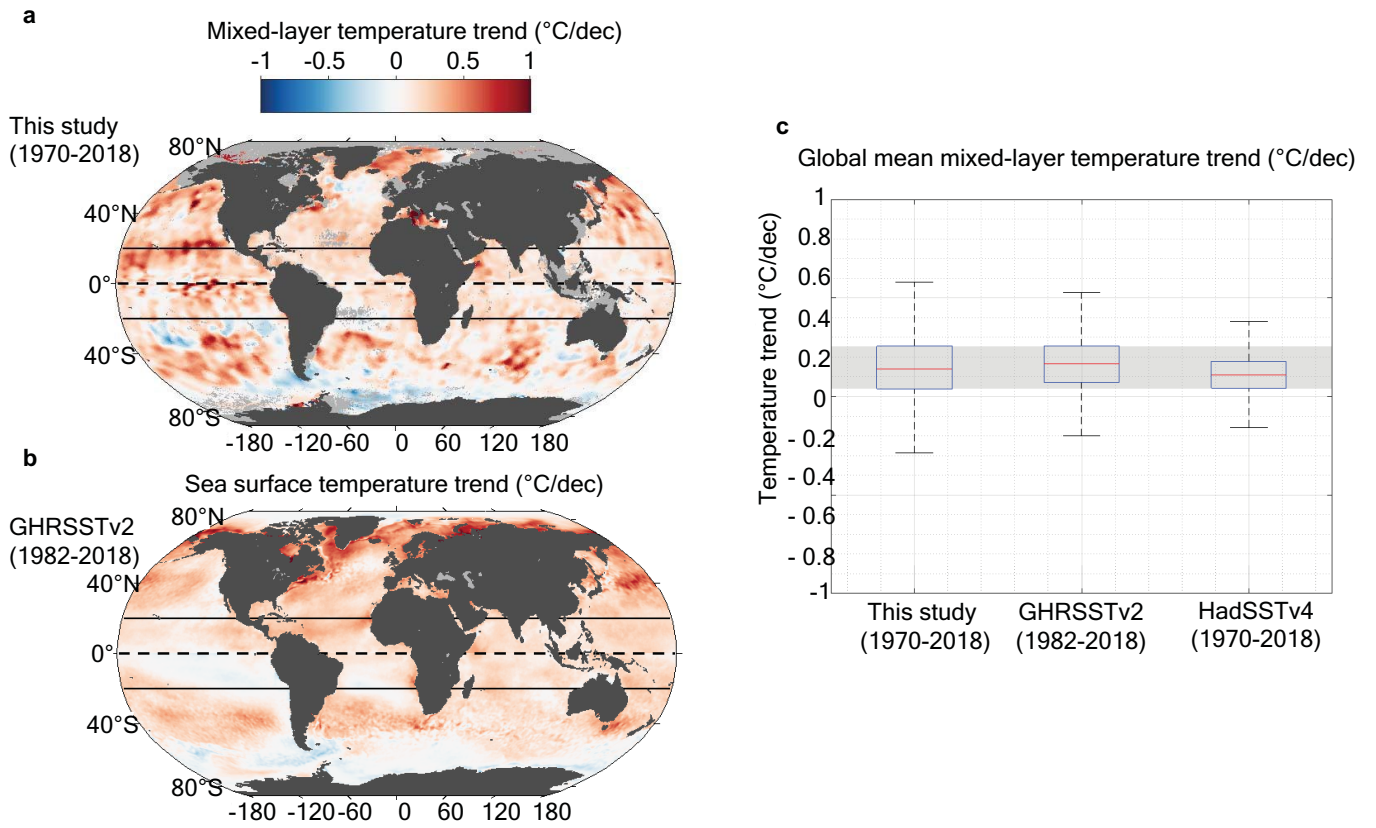 a
Mixed-layer temperature trend (°C/dec)
-1 -0.5 0 0.5 1
This study
(1970-2018)
80°N
40°N
0°
40°S
80°S
-180 -120 -60 0 60 120 180
b
Sea surface temperature trend (°C/dec)
GHRSSTv2
(1982-2018)
80°N
40°N
0°
40°S
80°S
-180 -120 -60 0 60 120 180
c
Global mean mixed-layer temperature trend (°C/dec)
Temperature trend (°C/dec)
1
0.8
0.6
0.4
0.2
0
- 0.2
- 0.4
- 0.6
- 0.8
-1
This study GHRSSTv2 HadSSTv4
(1970-2018) (1982-2018) (1970-2018)